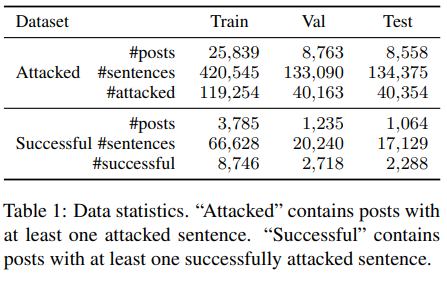 Dataset Train Val Test
#posts 25,839 8,763 8,558
Attacked #sentences 420,545 133,090 134,375
#attacked 119,254 40,163 40,354
#posts 3,785 1,235 1,064
Successful #sentences 66,628 20,240 17,129
#successful 8,746 2,718 2,288
Table 1: Data statistics. “Attacked” contains posts with
at least one attacked sentence. “Successful” contains
posts with at least one successfully attacked sentence.